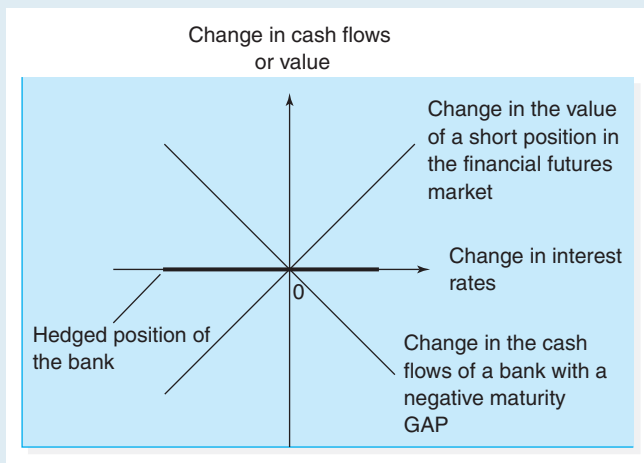 Change in cash flows
or value
Change in the value
of a short position in
the financial futures
market
Change in interest
rates
0
Hedged position of
the bank
Change in the cash
flows of a bank with a
negative maturity
GAP